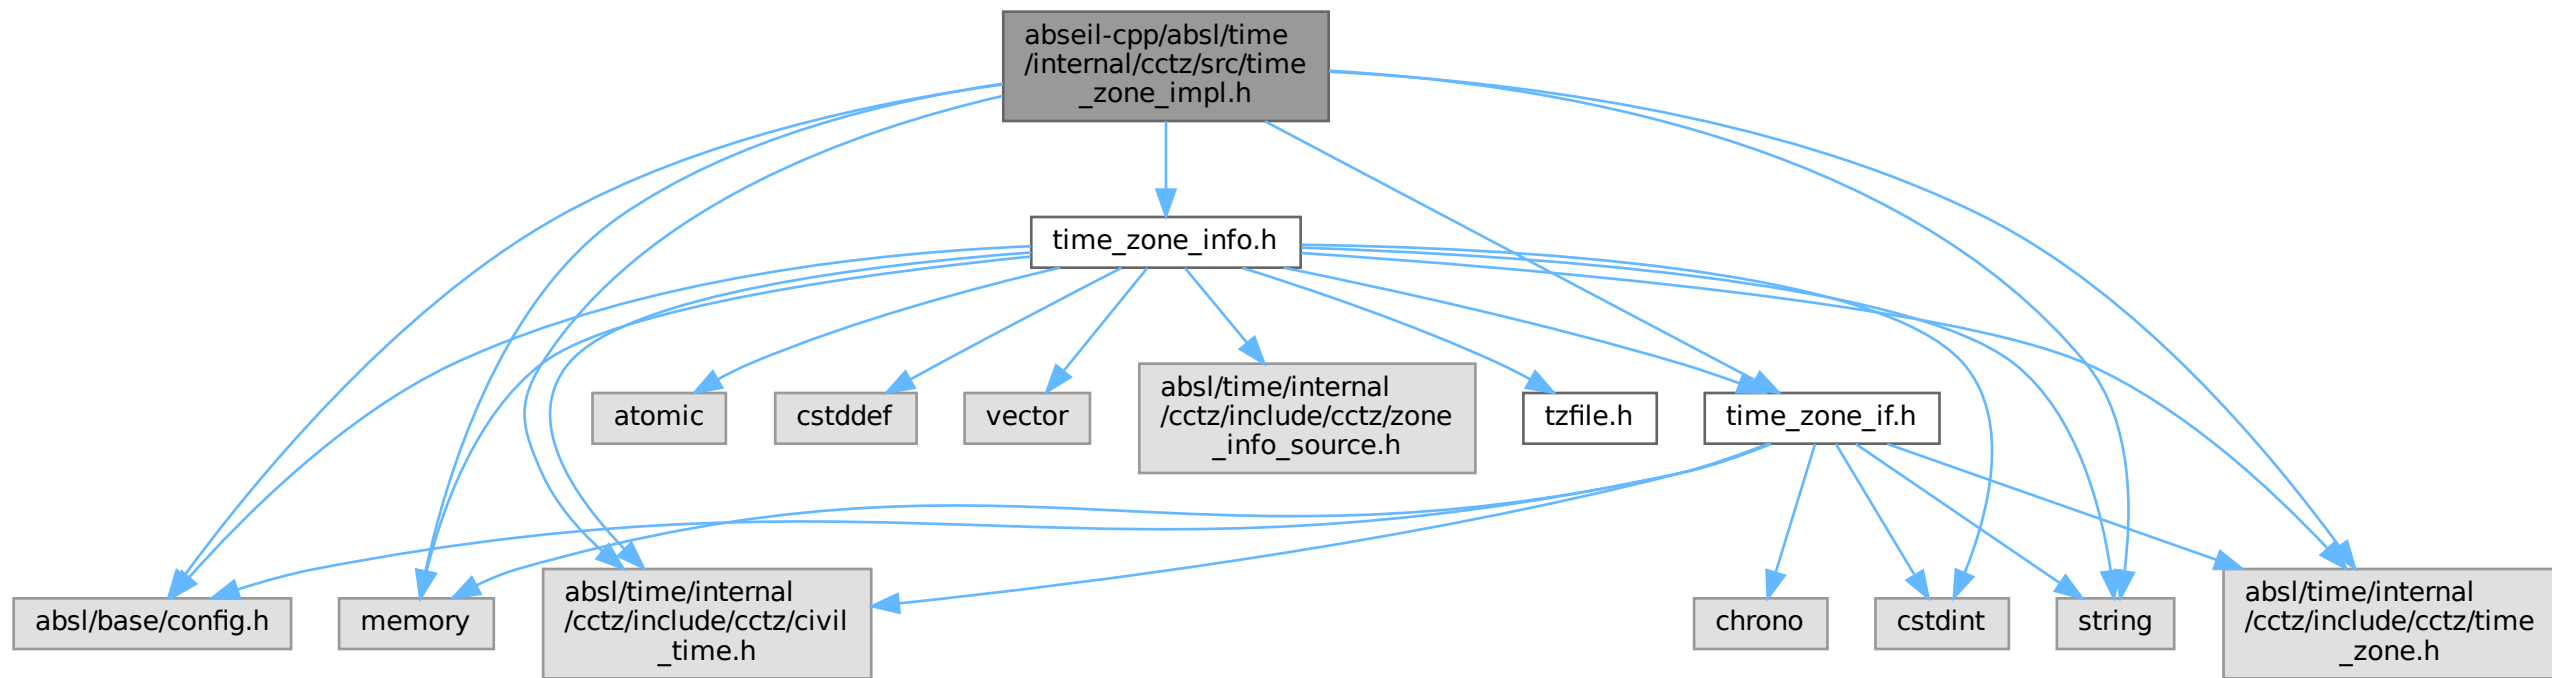 abseil-cpp/absl/time
/internal/cctz/src/time
_zone_impl.h
time_zone_info.h
atomic
cstddef
vector
absl/time/internal
/cctz/include/cctz/zone
_info_source.h
tzfile.h
time_zone_if.h
absl/base/config.h
memory
absl/time/internal
/cctz/include/cctz/civil
_time.h
chrono
cstdint
string
absl/time/internal
/cctz/include/cctz/time
_zone.h